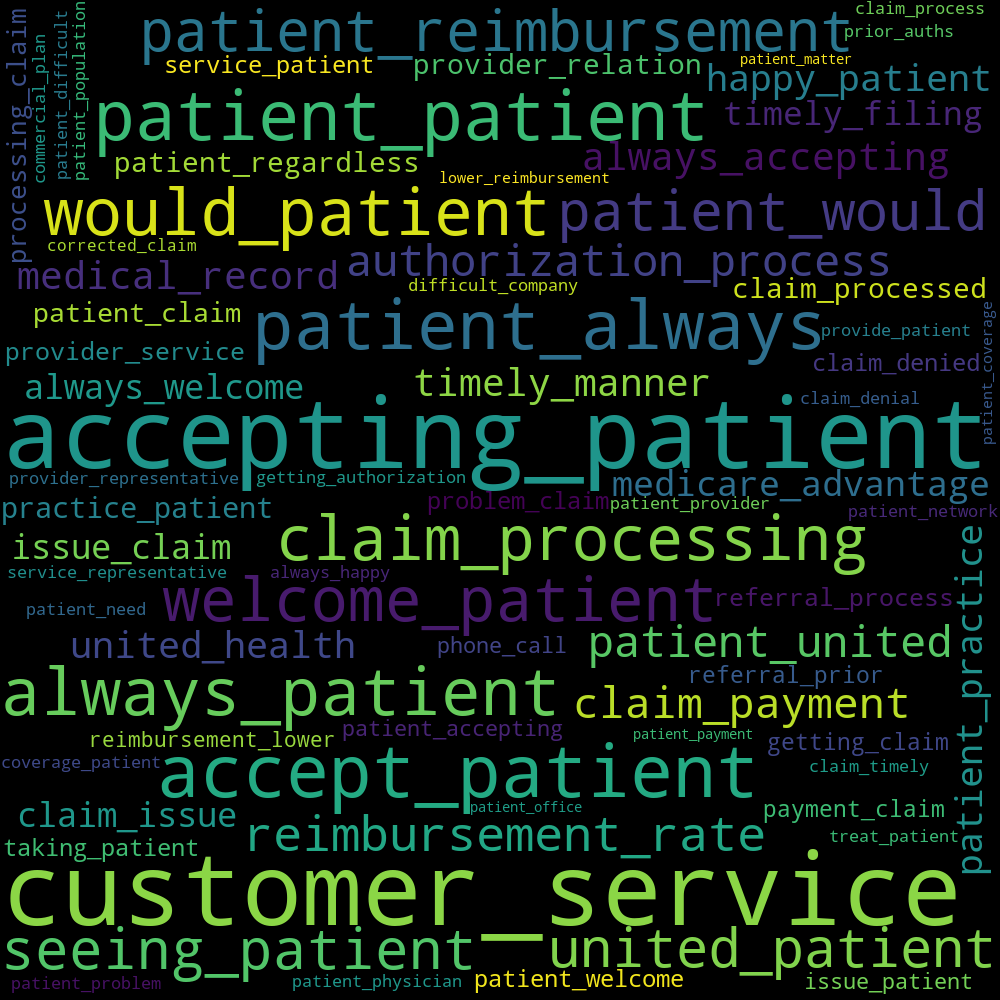 patient_reimbursement
claim_process
prior_auths
service_patient
provider_relation
patient_matter
happy_patient
processing_claim
commercial_plan
patient_difficult
patient_population
patient_patient
timely_filing
patient_regardless
always_accepting
lower_reimbursement
would_patient
patient_would
corrected_claim
authorization_process
medical_record
difficult_company
claim_processed
patient_claim
patient_always
provide_patient
provider_service
claim_denied
patient_coverage
always_welcome
timely_manner
claim_denial
accepting_patient
provider_representative
getting_authorization
medicare_advantage
practice_patient
problem_claim
patient_provider
patient_network
issue_claim
claim_processing
service_representative
always_happy
patient_practice
welcome_patient
referral_process
patient_need
united_health
phone_call
patient_united
referral_prior
always_patient
claim_payment
patient_accepting
reimbursement_lower
patient_payment
getting_claim
coverage_patient
accept_patient
claim_timely
claim_issue
patient_office
payment_claim
taking_patient
reimbursement_rate
treat_patient
customer_service
seeing_patient
united_patient
patient_problem
patient_physician
patient_welcome
issue_patient